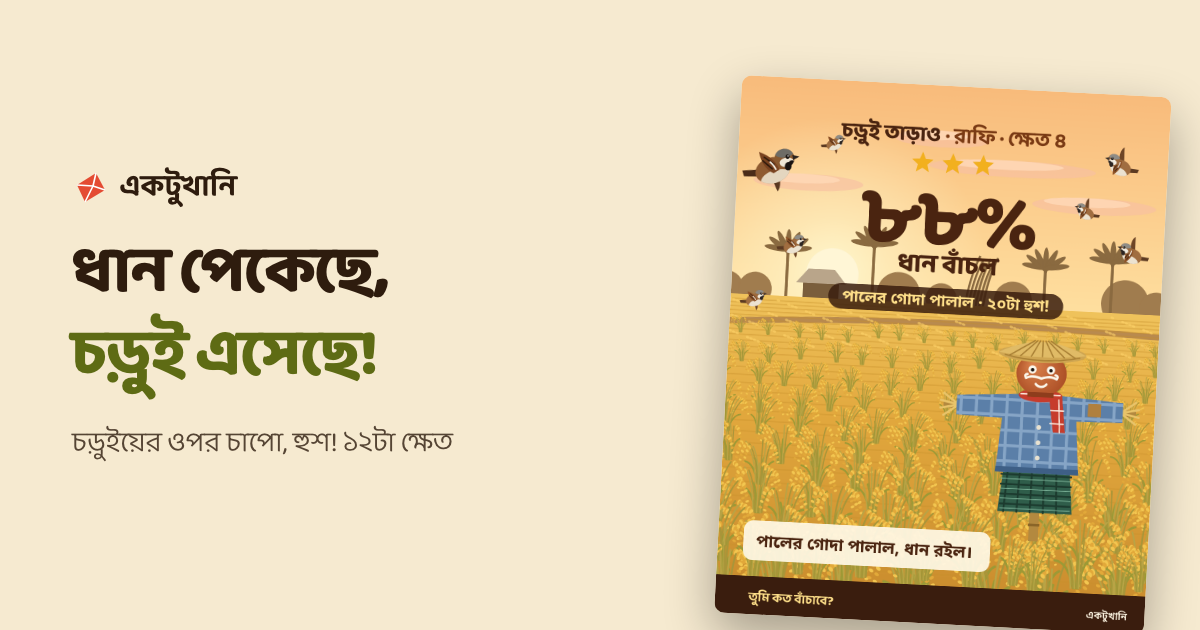 একটুখানি
ধান পেকেছে,
চড়ুই এসেছে!
চড়ুইয়ের ওপর চাপো, হুশ! ১২টা ক্ষেত
চড়ুই তাড়াও · রাফি · ক্ষেত ৪
৮৮%
ধান বাঁচল
পালের গোদা পালাল · ২০টা হুশ!
পালের গোদা পালাল, ধান রইল।
তুমি কত বাঁচাবে?
একটুখানি